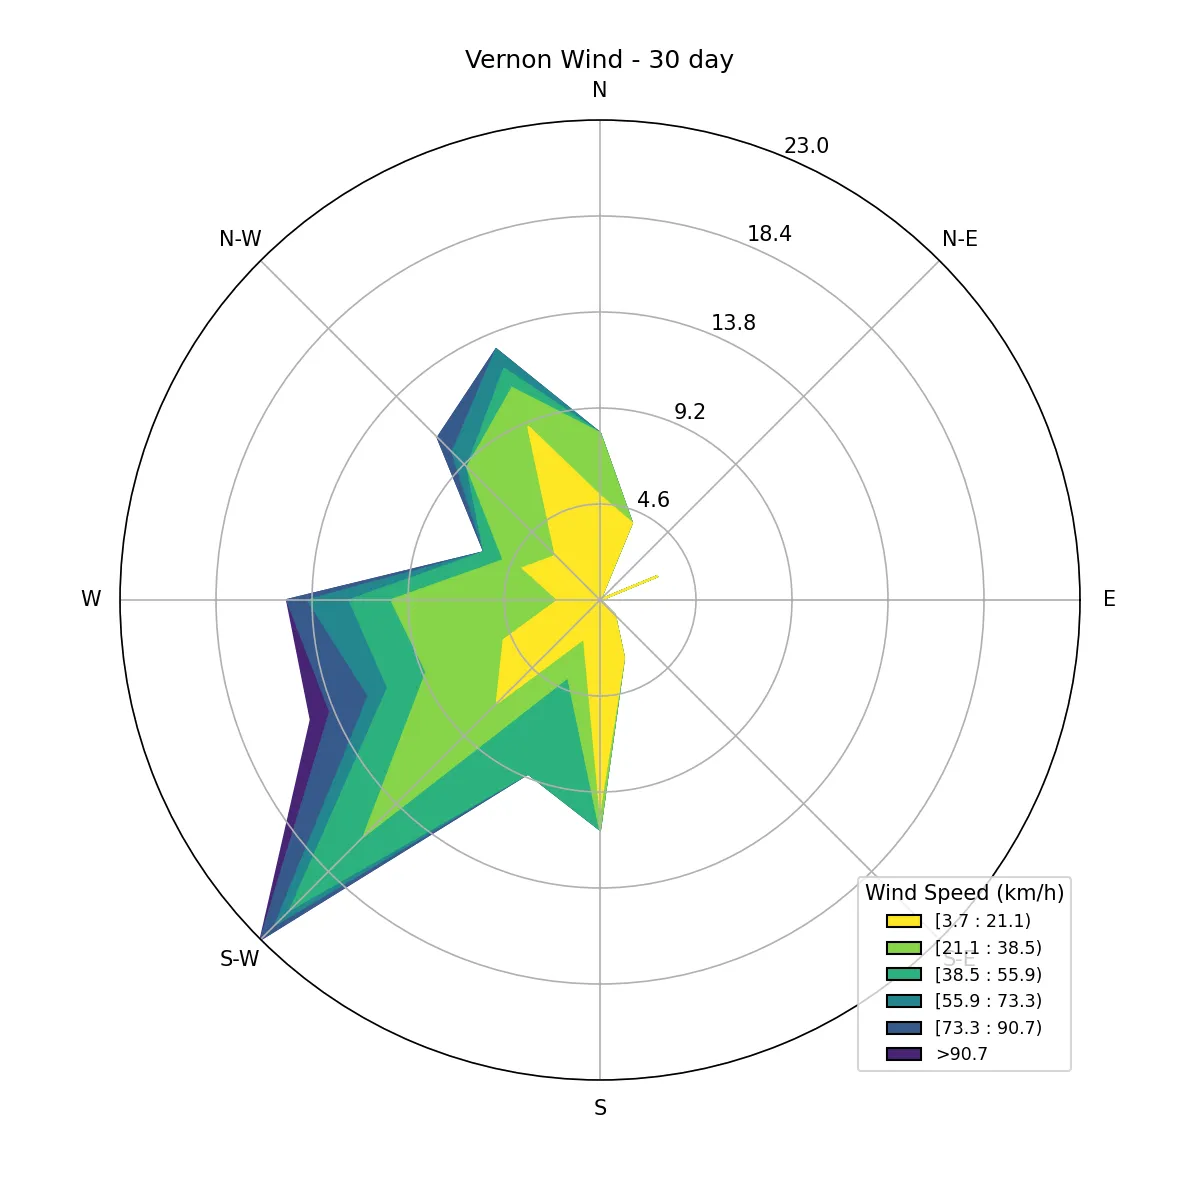 Vernon Wind - 30 day
N
23.0
N-W
18.4
N-E
13.8
9.2
4.6
W
E
Wind Speed (km/h)
[3.7 : 21.1)
[21.1 : 38.5)
S-W
S-E
[38.5 : 55.9)
[55.9 : 73.3)
[73.3 : 90.7)
>90.7
S